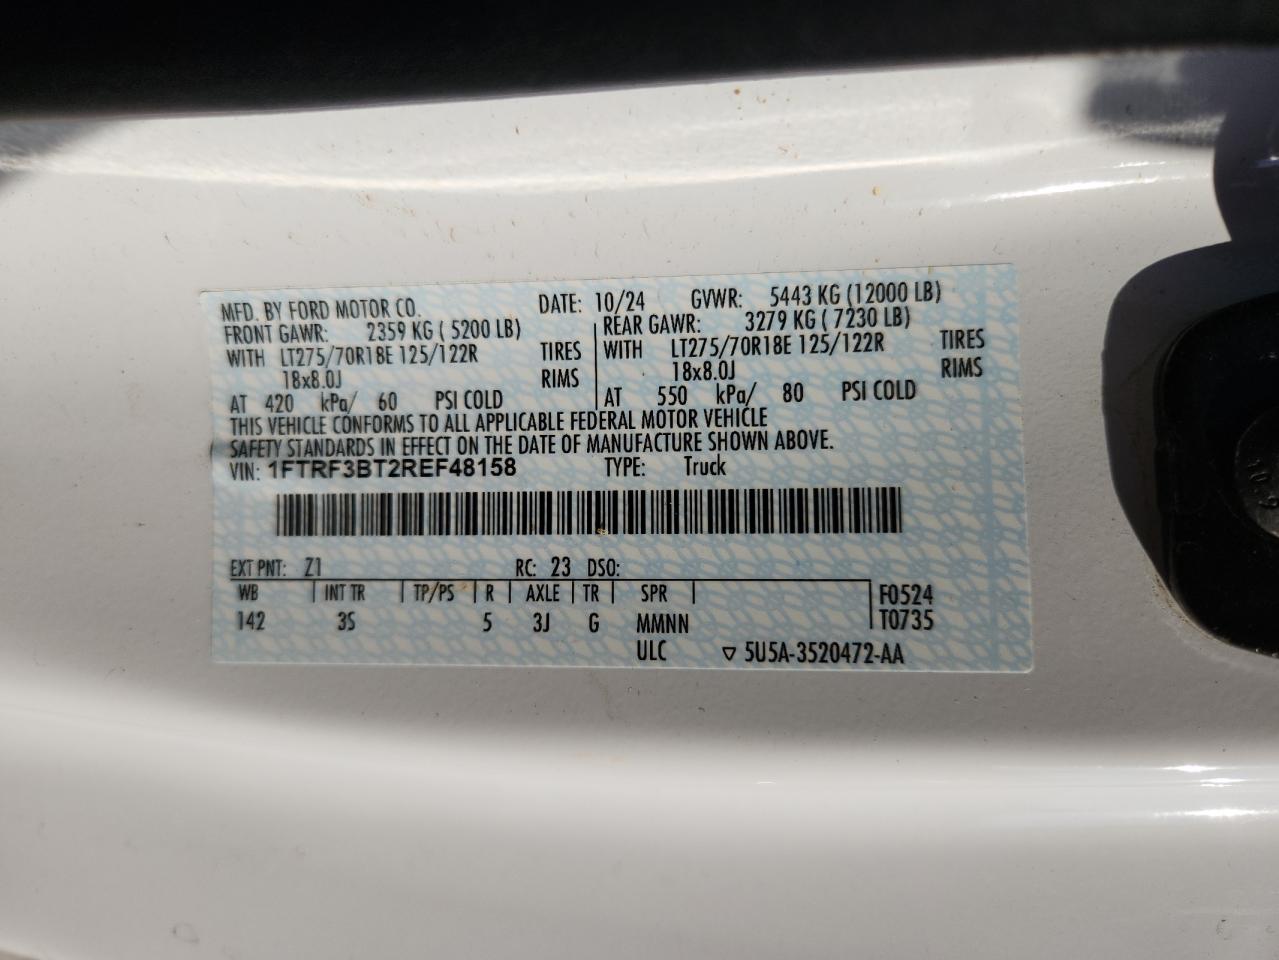 MFD. BY FORD MOTOR CO. DATE: 10/24 GVWR: 5443 KG (12000 LB)
FRONT GAWR: 2359 KG ( 5200 LB) REAR GAWR: 3279 KG ( 7230 LB)
WITH LT275/70R18E 125/122R TIRES WITH LT275/70R18E 125/122R TIRES
18x8.0J RIMS 18x8.0J RIMS
AT 420 kPa/ 60 PSI COLD AT 550 kPa/ 80 PSI COLD
THIS VEHICLE CONFORMS TO ALL APPLICABLE FEDERAL MOTOR VEHICLE
SAFETY STANDARDS IN EFFECT ON THE DATE OF MANUFACTURE SHOWN ABOVE.
VIN: 1FTRF3BT2REF48158 TYPE: Truck
EXT PNT: Z1 RC: 23 DSO:
WB INT TR TP/PS R AXLE TR SPR F0524
142 3S 5 3J G MMNN T0735
ULC ▽ 5U5A-3520472-AA